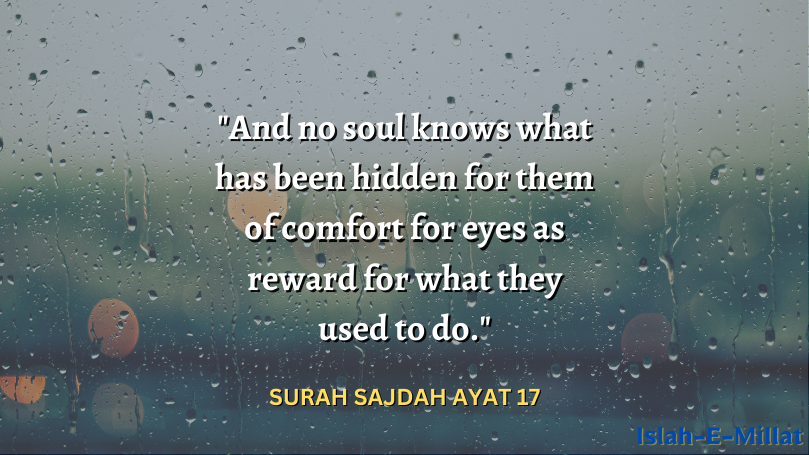 "And no soul knows what
has been hidden for them
of comfort for eyes as
reward for what they
used to do."
SURAH SAJDAH AYAT 17
Islah-E-Millat